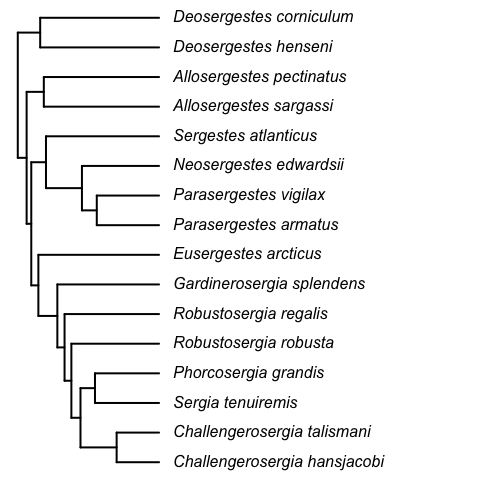 Deosergestes corniculum
Deosergestes henseni
Allosergestes pectinatus
Allosergestes sargassi
Sergestes atlanticus
Neosergestes edwardsii
Parasergestes vigilax
Parasergestes armatus
Eusergestes arcticus
Gardinerosergia splendens
Robustosergia regalis
Robustosergia robusta
Phorcosergia grandis
Sergia tenuiremis
Challengerosergia talismani
Challengerosergia hansjacobi